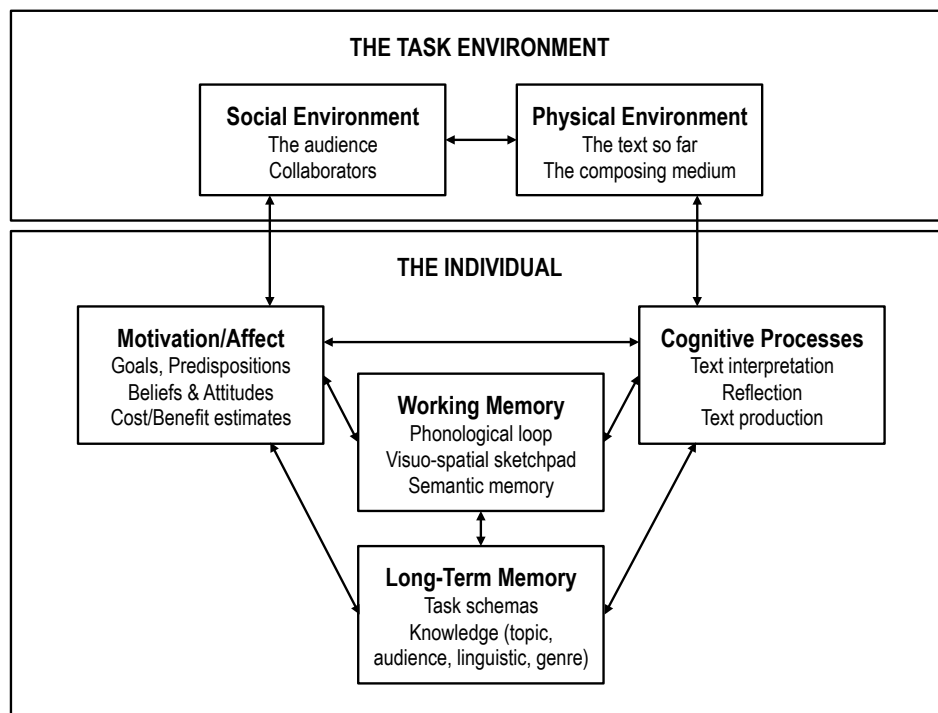 THE TASK ENVIRONMENT
Social Environment
The audience
Collaborators
Physical Environment
The text so far
The composing medium
THE INDIVIDUAL
Motivation/Affect
Goals, Predispositions
Beliefs & Attitudes
Cost/Benefit estimates
Cognitive Processes
Text interpretation
Reflection
Text production
Working Memory
Phonological loop
Visuo-spatial sketchpad
Semantic memory
Long-Term Memory
Task schemas
Knowledge (topic,
audience, linguistic, genre)